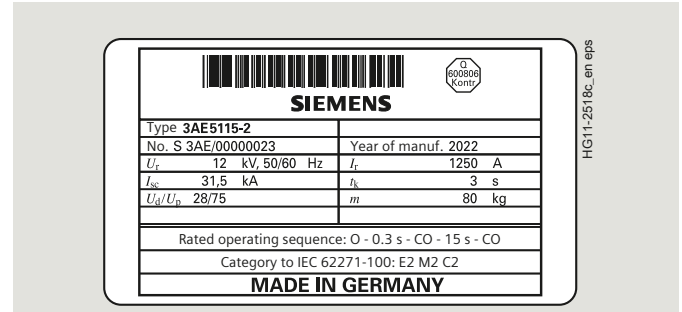 Q
600806
Kontr
SIEMENS
Type 3AE5115-2
No. S 3AE/00000023 Year of manuf. 2022
Ur 12 kV, 50/60 Hz Ir 1250 A
Isc 31,5 kA tk 3 s
Ud/Up 28/75 m 80 kg
Rated operating sequence: O - 0.3 s - CO - 15 s - CO
Category to IEC 62271-100: E2 M2 C2
MADE IN GERMANY
HG11-2518c_en eps